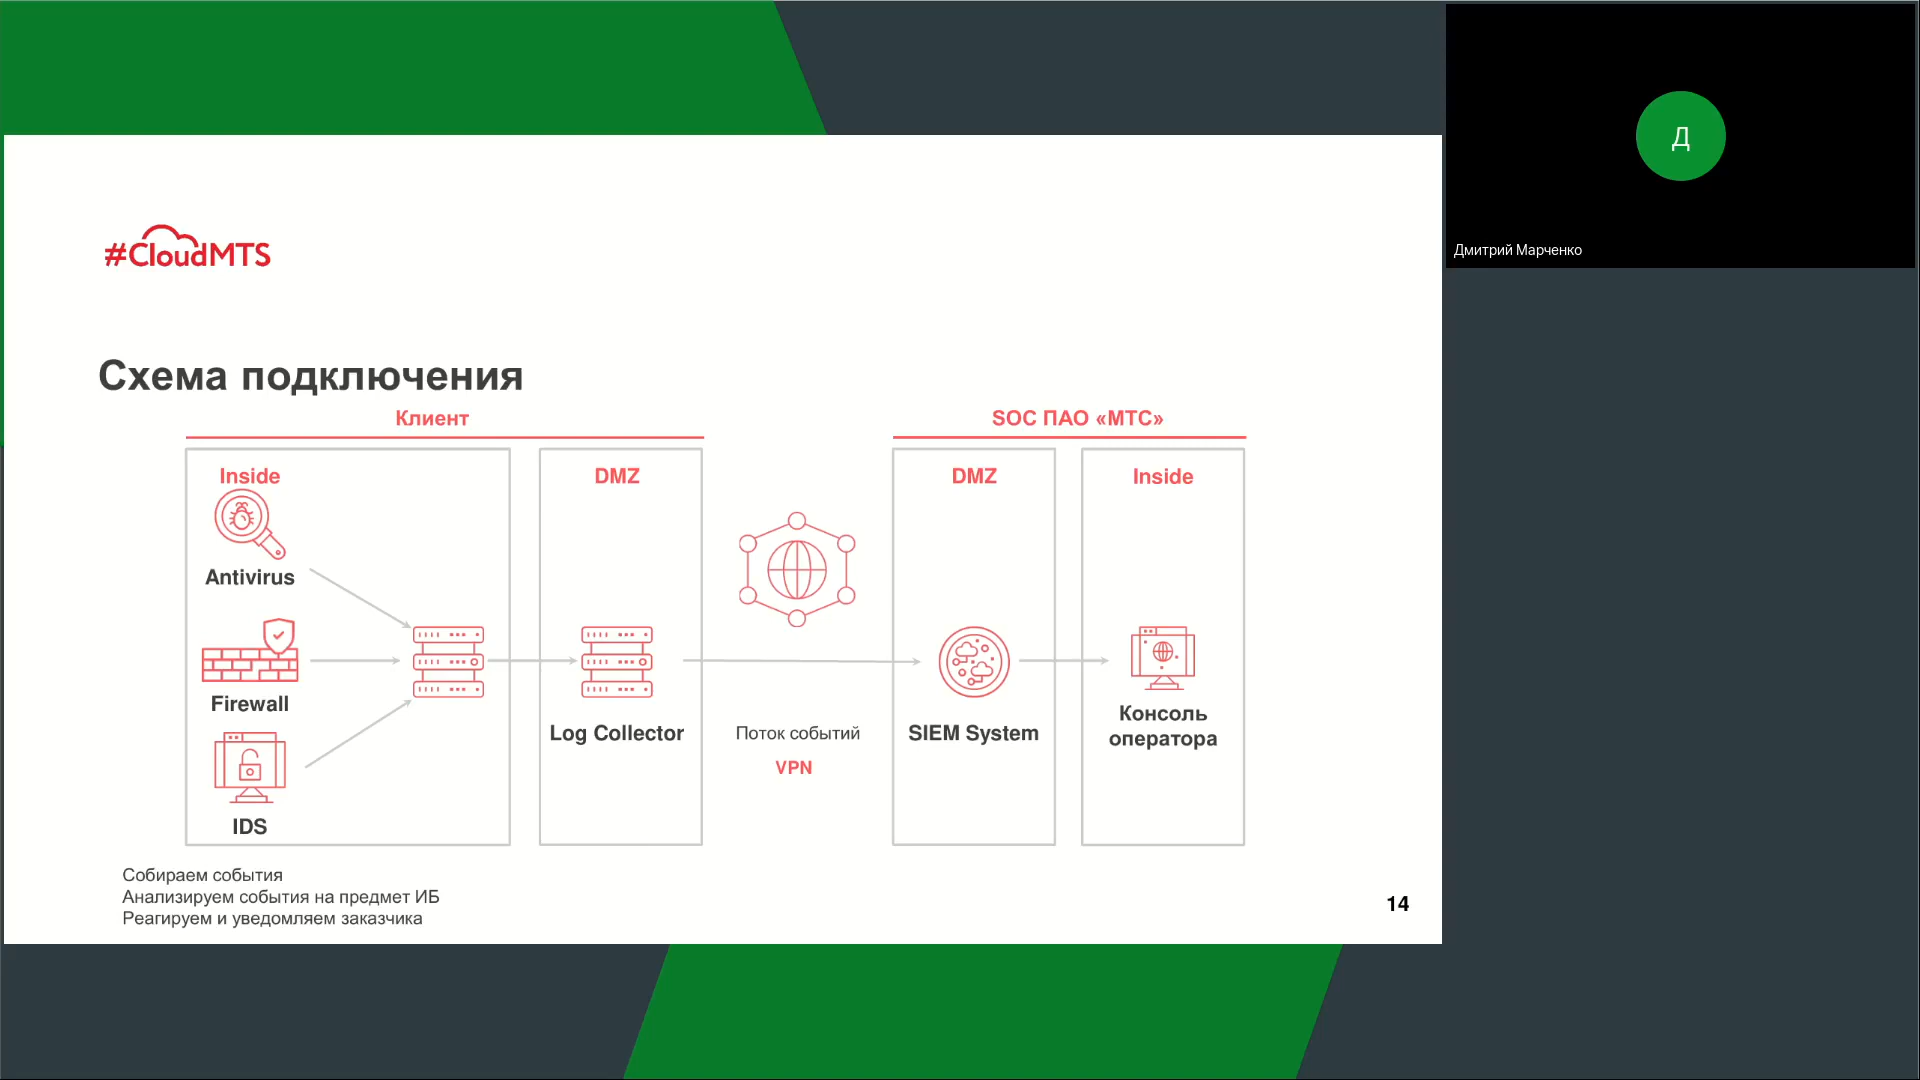 #CloudMTS
Схема подключения
Клиент
SOC ПАО «МТС»
Inside
DMZ
DMZ
Inside
Antivirus
Firewall
IDS
Log Collector
Поток событий
VPN
SIEM System
Консоль
оператора
Собираем события
Анализируем события на предмет ИБ
Реагируем и уведомляем заказчика
14
Д
Дмитрий Марченко